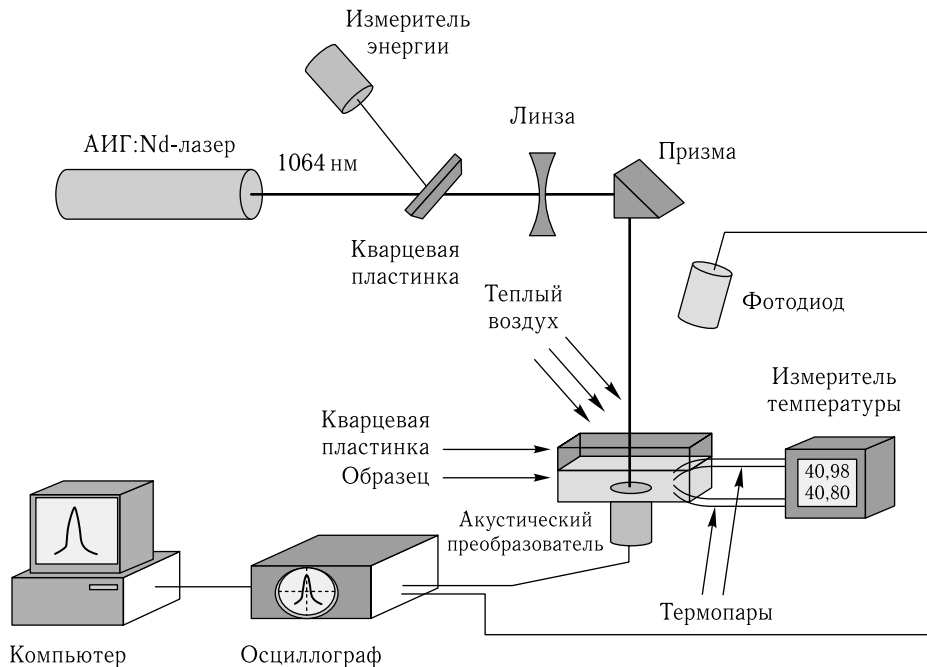 Измеритель
энергии
АИГ:Nd-лазер
1064 нм
Линза
Призма
Кварцевая
пластинка
Теплый
воздух
Фотодиод
Измеритель
температуры
Кварцевая
пластинка
Образец
40,98
40,80
Акустический
преобразователь
Термопары
Компьютер
Осциллограф